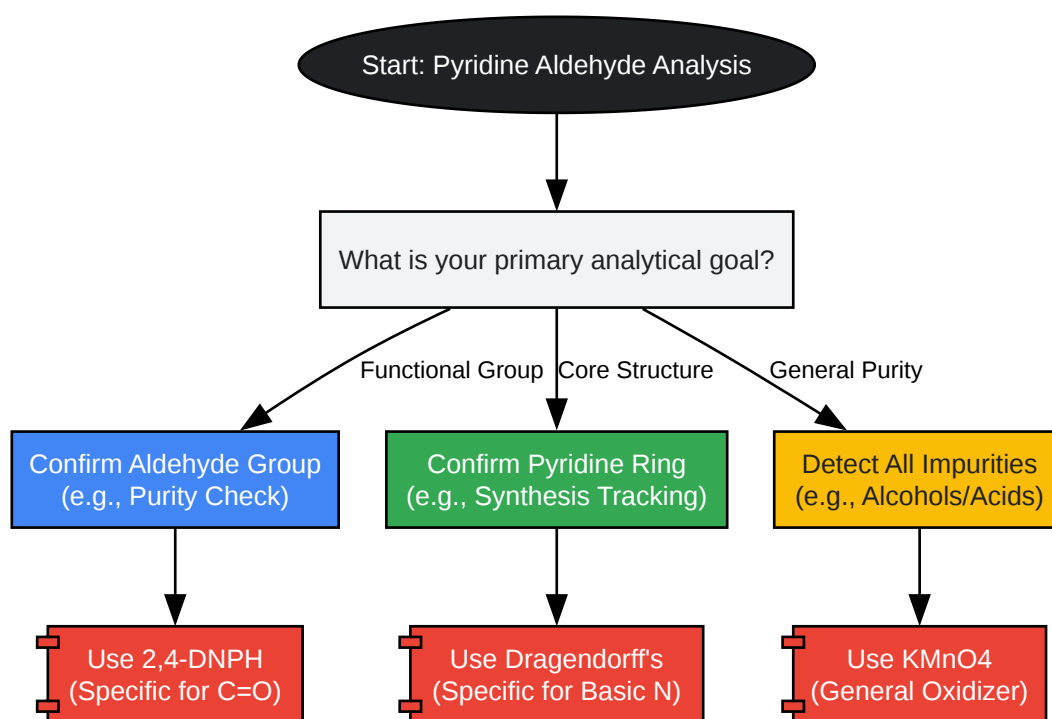 Start: Pyridine Aldehyde Analysis
What is your primary analytical goal?
Functional Group
Core Structure
General Purity
Confirm Aldehyde Group
(e.g., Purity Check)
Confirm Pyridine Ring
(e.g., Synthesis Tracking)
Detect All Impurities
(e.g., Alcohols/Acids)
Use 2,4-DNPH
(Specific for C=O)
Use Dragendorff's
(Specific for Basic N)
Use KMnO4
(General Oxidizer)